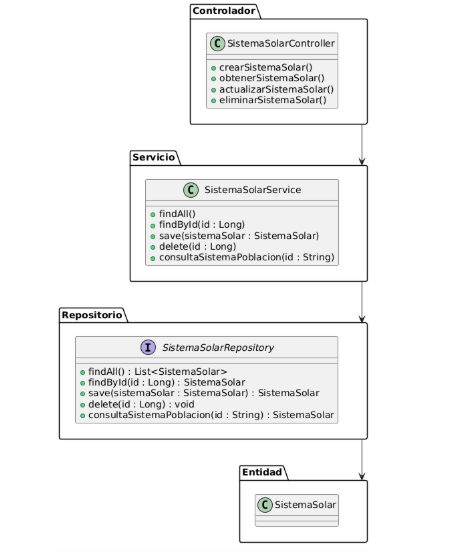 Controlador
C SistemaSolarController
crearSistemaSolar()
obtenerSistemaSolar()
actualizarSistemaSolar()
eliminarSistemaSolar()
Servicio
C SistemaSolarService
findAll()
findById(id : Long)
save(sistemaSolar : SistemaSolar)
delete(id : Long)
consultaSistemaPoblacion(id : String)
Repositorio
I SistemaSolarRepository
findAll() : List<SistemaSolar>
findById(id : Long) : SistemaSolar
save(sistemaSolar : SistemaSolar) : SistemaSolar
delete(id : Long) : void
consultaSistemaPoblacion(id : String) : SistemaSolar
Entidad
C SistemaSolar